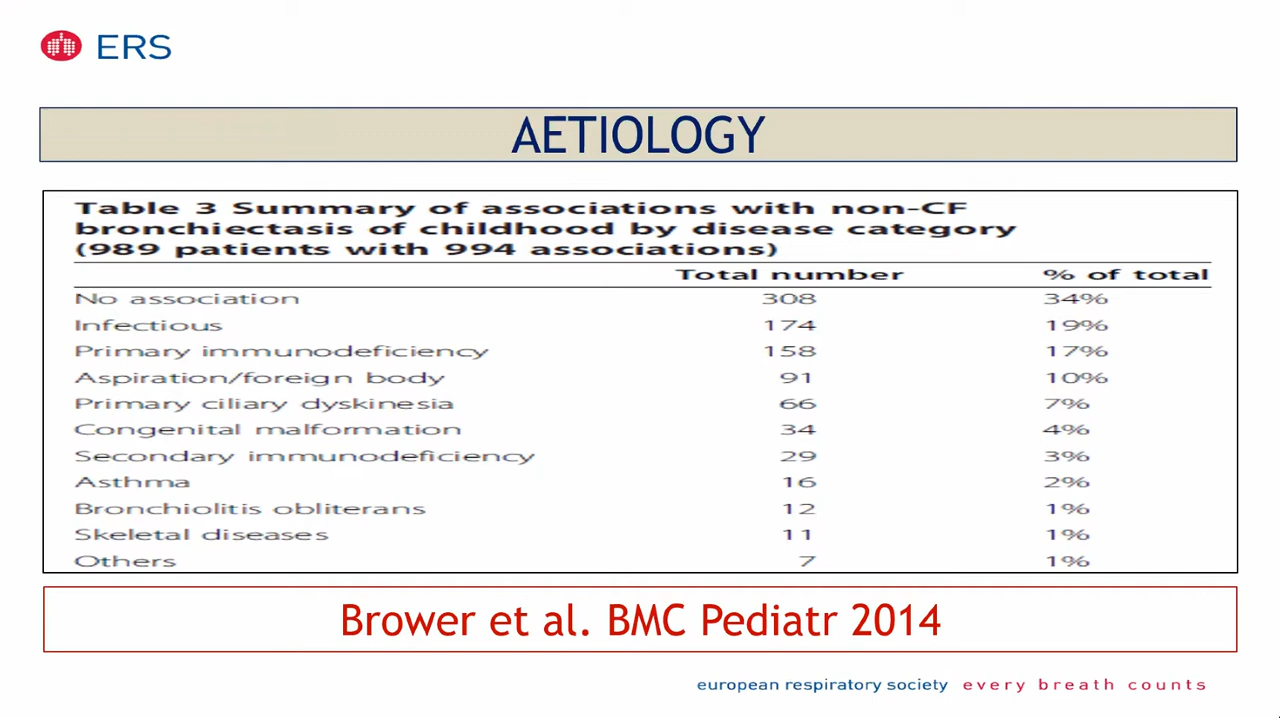 ERS
AETIOLOGY
Table 3 Summary of associations with non-CF
bronchiectasis of childhood by disease category
(989 patients with 994 associations)
Total number % of total
No association 308 34%
Infectious 174 19%
Primary immunodeficiency 158 17%
Aspiration/foreign body 91 10%
Primary ciliary dyskinesia 66 7%
Congenital malformation 34 4%
Secondary immunodeficiency 29 3%
Asthma 16 2%
Bronchiolitis obliterans 12 1%
Skeletal diseases 11 1%
Others 7 1%
Brower et al. BMC Pediatr 2014
european respiratory society every breath counts